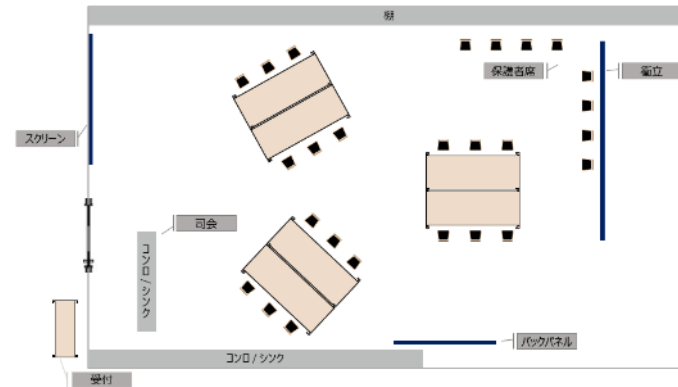 棚
保護者席
衝立
スクリーン
司会
コンロ/シンク
バックパネル
コンロ/シンク
受付